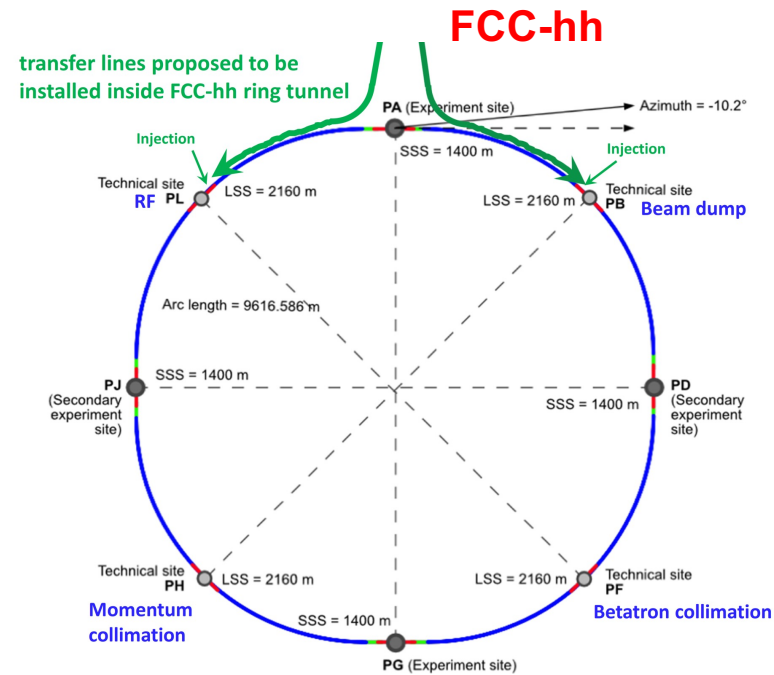 FCC-hh
transfer lines proposed to be
installed inside FCC-hh ring tunnel
PA (Experiment site)
Azimuth = -10.2°
Injection
SSS = 1400 m
Injection
Technical site
RF PL
LSS = 2160 m
LSS = 2160 m
Technical site
PB
Beam dump
Arc length = 9616.586 m
PJ
(Secondary
experiment
site)
SSS = 1400 m
SSS = 1400 m
PD
(Secondary
experiment
site)
Technical site
PH
LSS = 2160 m
Momentum
collimation
LSS = 2160 m
Technical site
PF
Betatron collimation
SSS = 1400 m
PG (Experiment site)